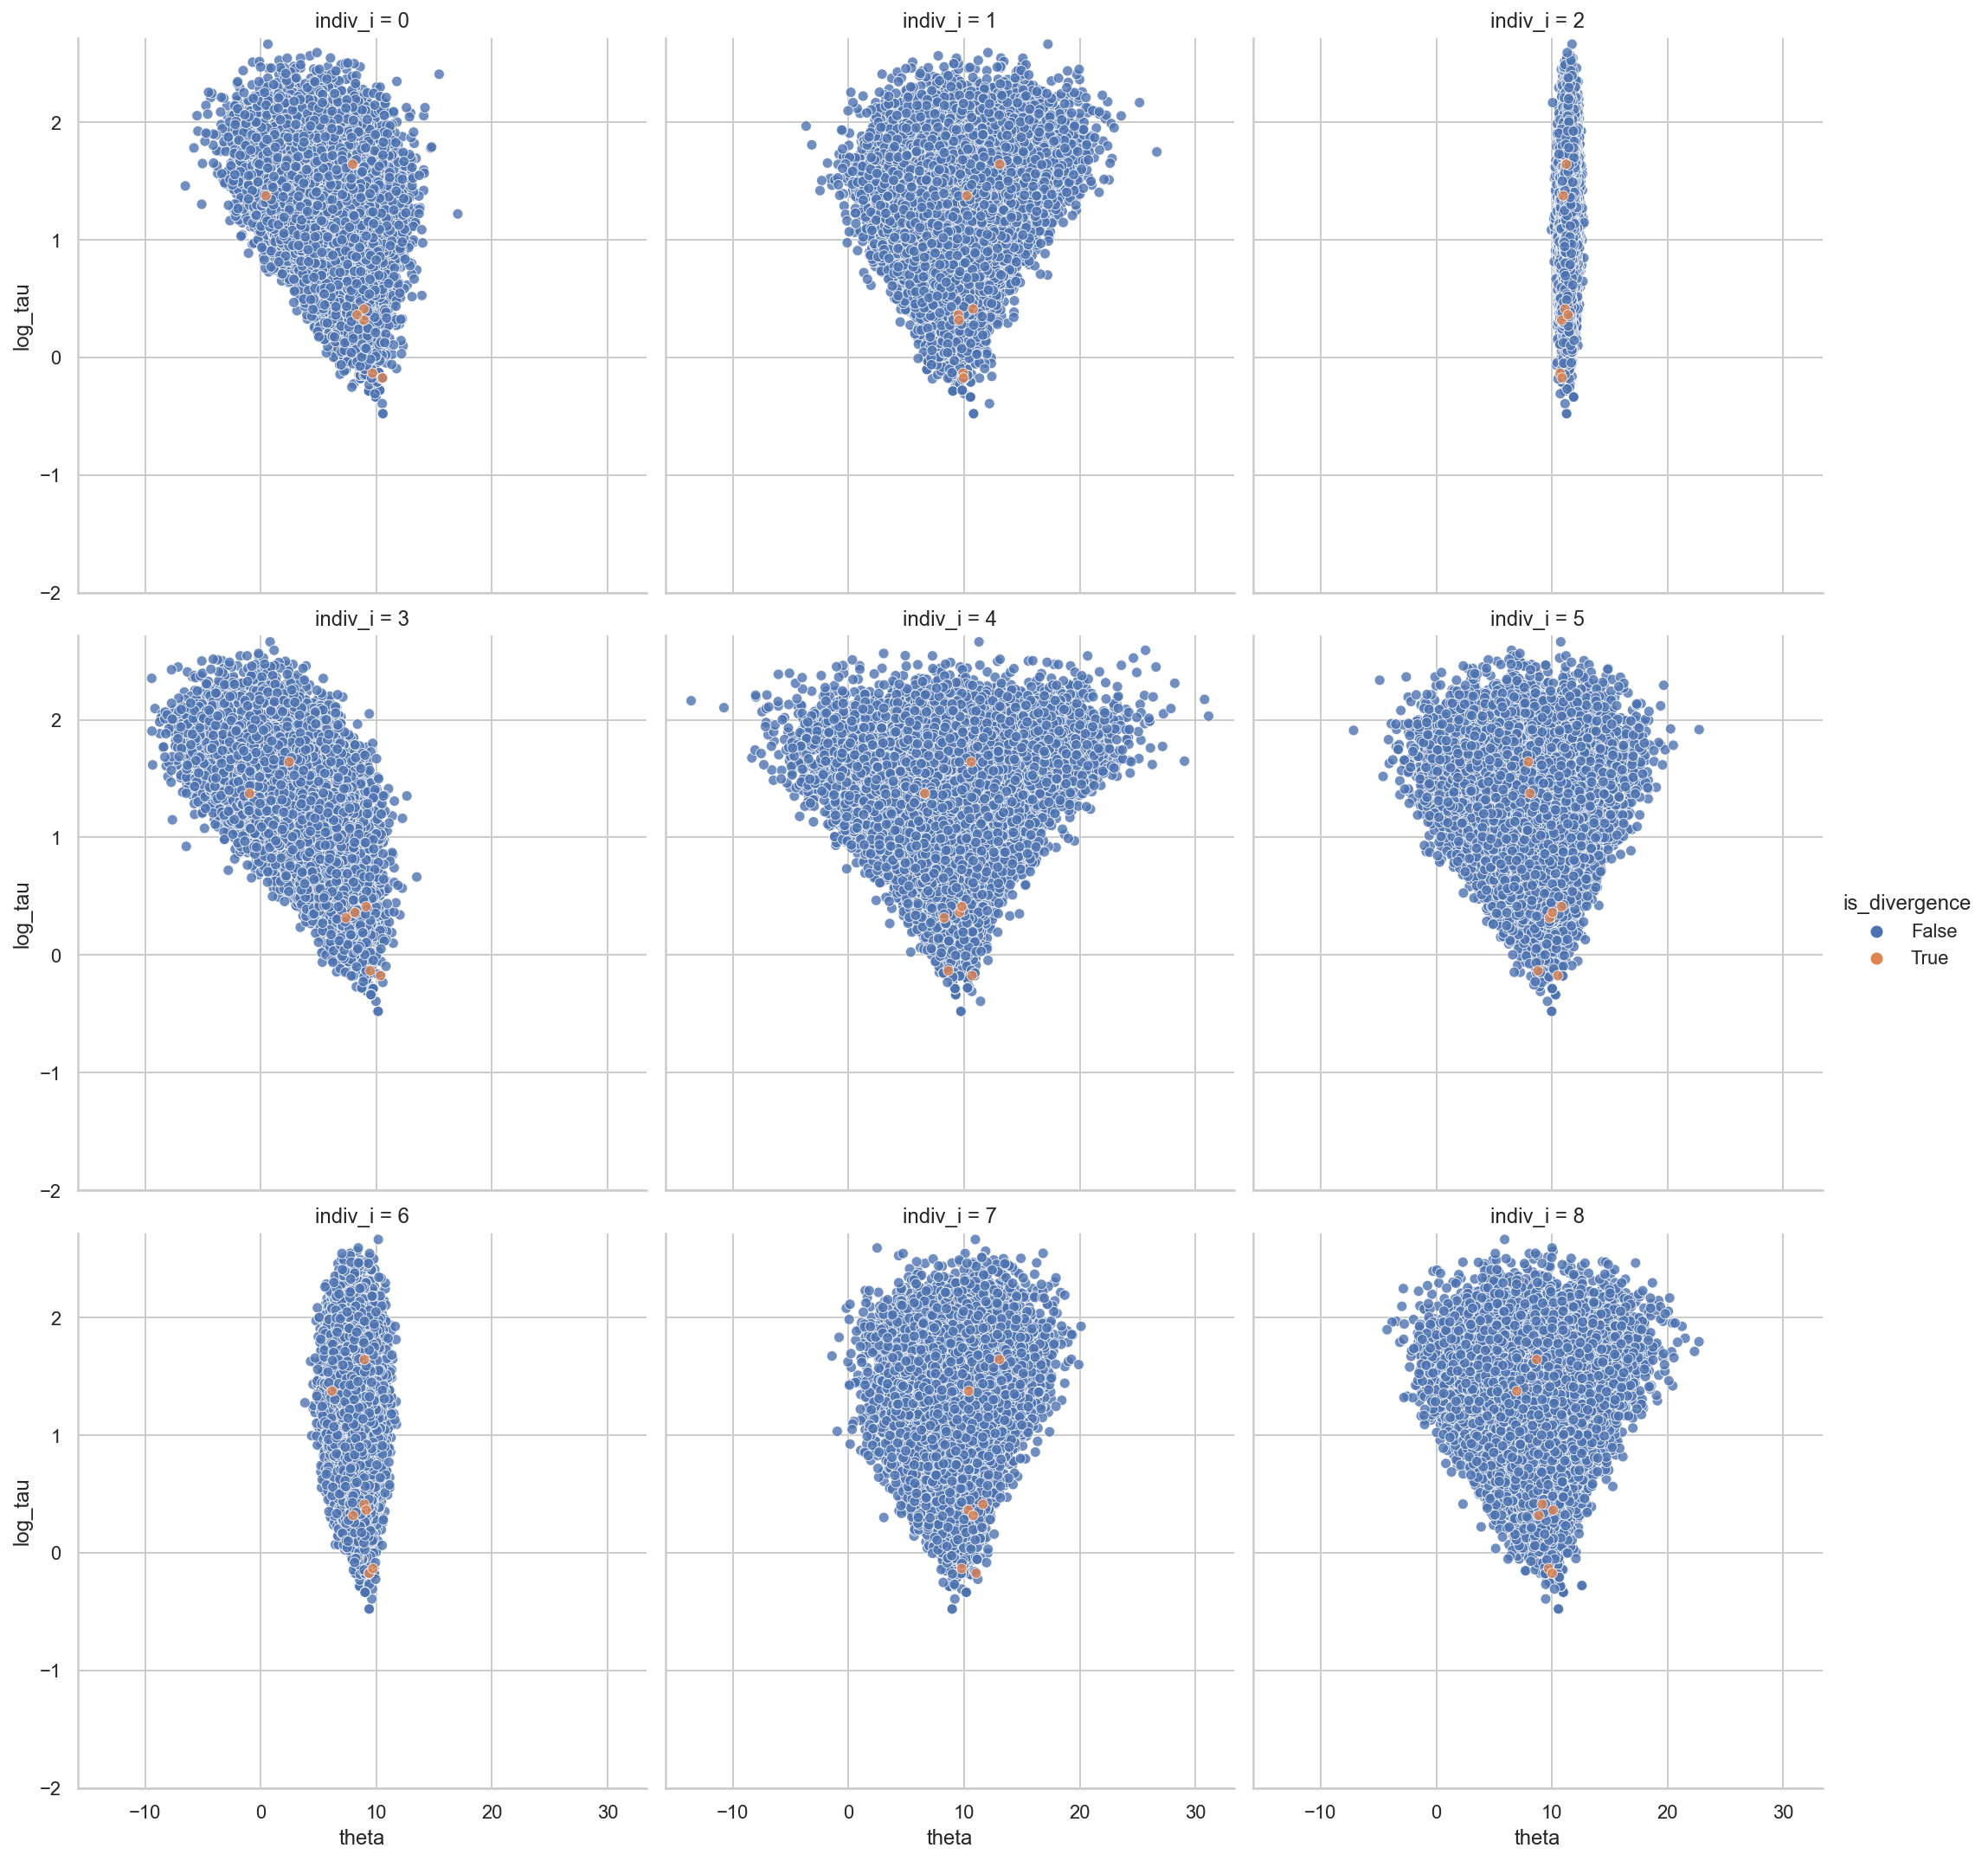 indiv_i = 0
indiv_i = 1
indiv_i = 2
2
1
0
−1
−2
log_tau
indiv_i = 3
indiv_i = 4
indiv_i = 5
2
1
0
−1
−2
log_tau
is_divergence
False
True
indiv_i = 6
indiv_i = 7
indiv_i = 8
2
1
0
−1
−2
log_tau
−10 0 10 20 30
−10 0 10 20 30
−10 0 10 20 30
theta
theta
theta